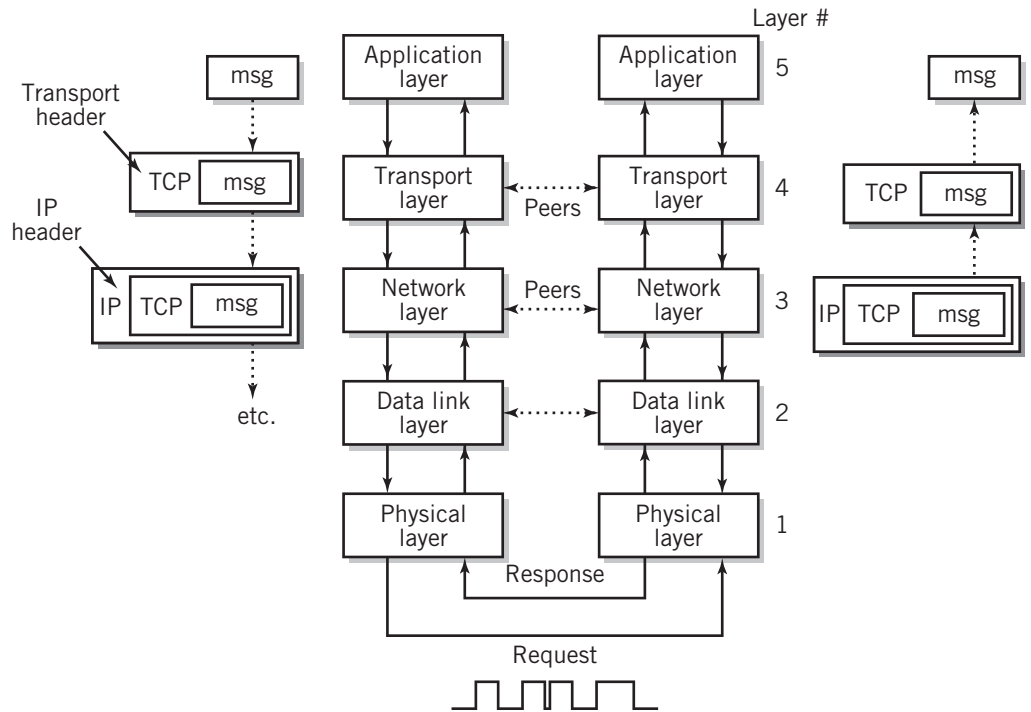 Layer #
Application
layer
Application
layer
5
msg
msg
Transport
header
TCP
msg
Transport
layer
Peers
Transport
layer
4
TCP
msg
IP
header
IP
TCP
msg
Network
layer
Peers
Network
layer
3
IP
TCP
msg
etc.
Data link
layer
Data link
layer
2
Physical
layer
Physical
layer
1
Response
Request